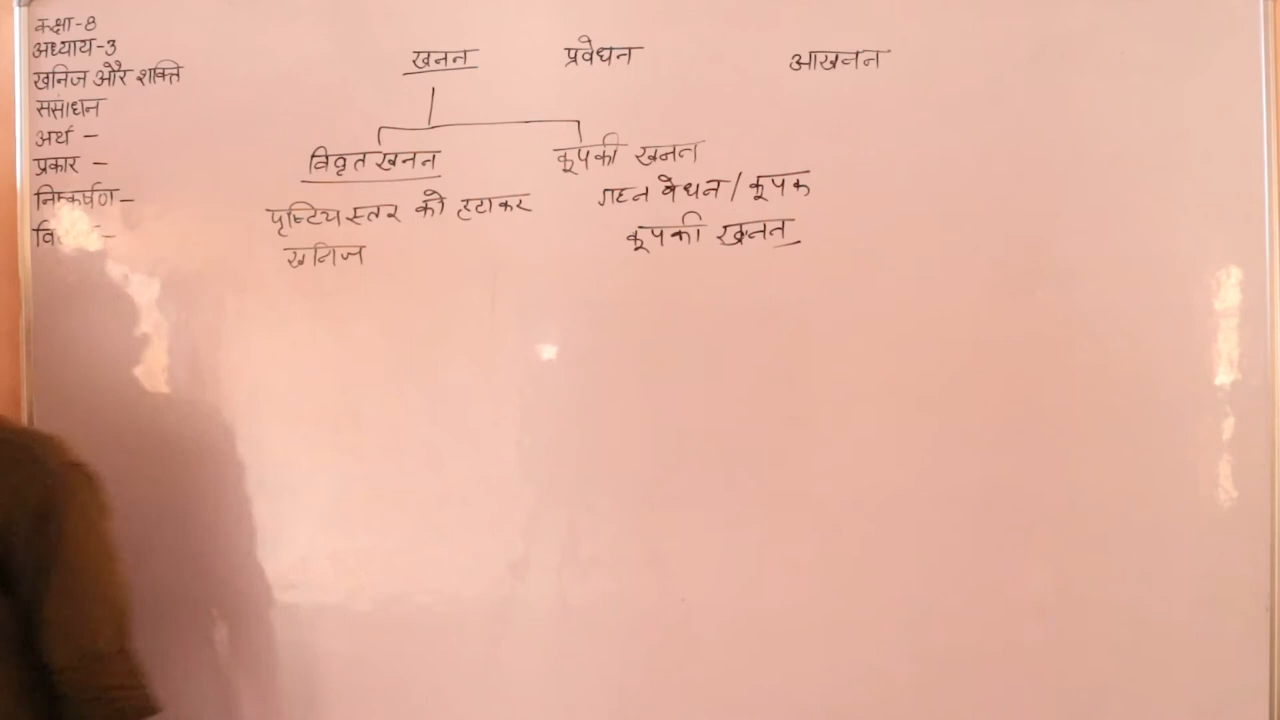 कक्षा-8
अध्याय-3
खनिज और शक्ति
ससांधन
अर्थ –
प्रकार –
निष्कर्षण–
खनन
प्रवेधन
आखनन
विवृत खनन
पृष्टिय स्तर को हटाकर
खनिज
कूपकी खनन
गहन वेधन / कूपक
कूपकी खनन